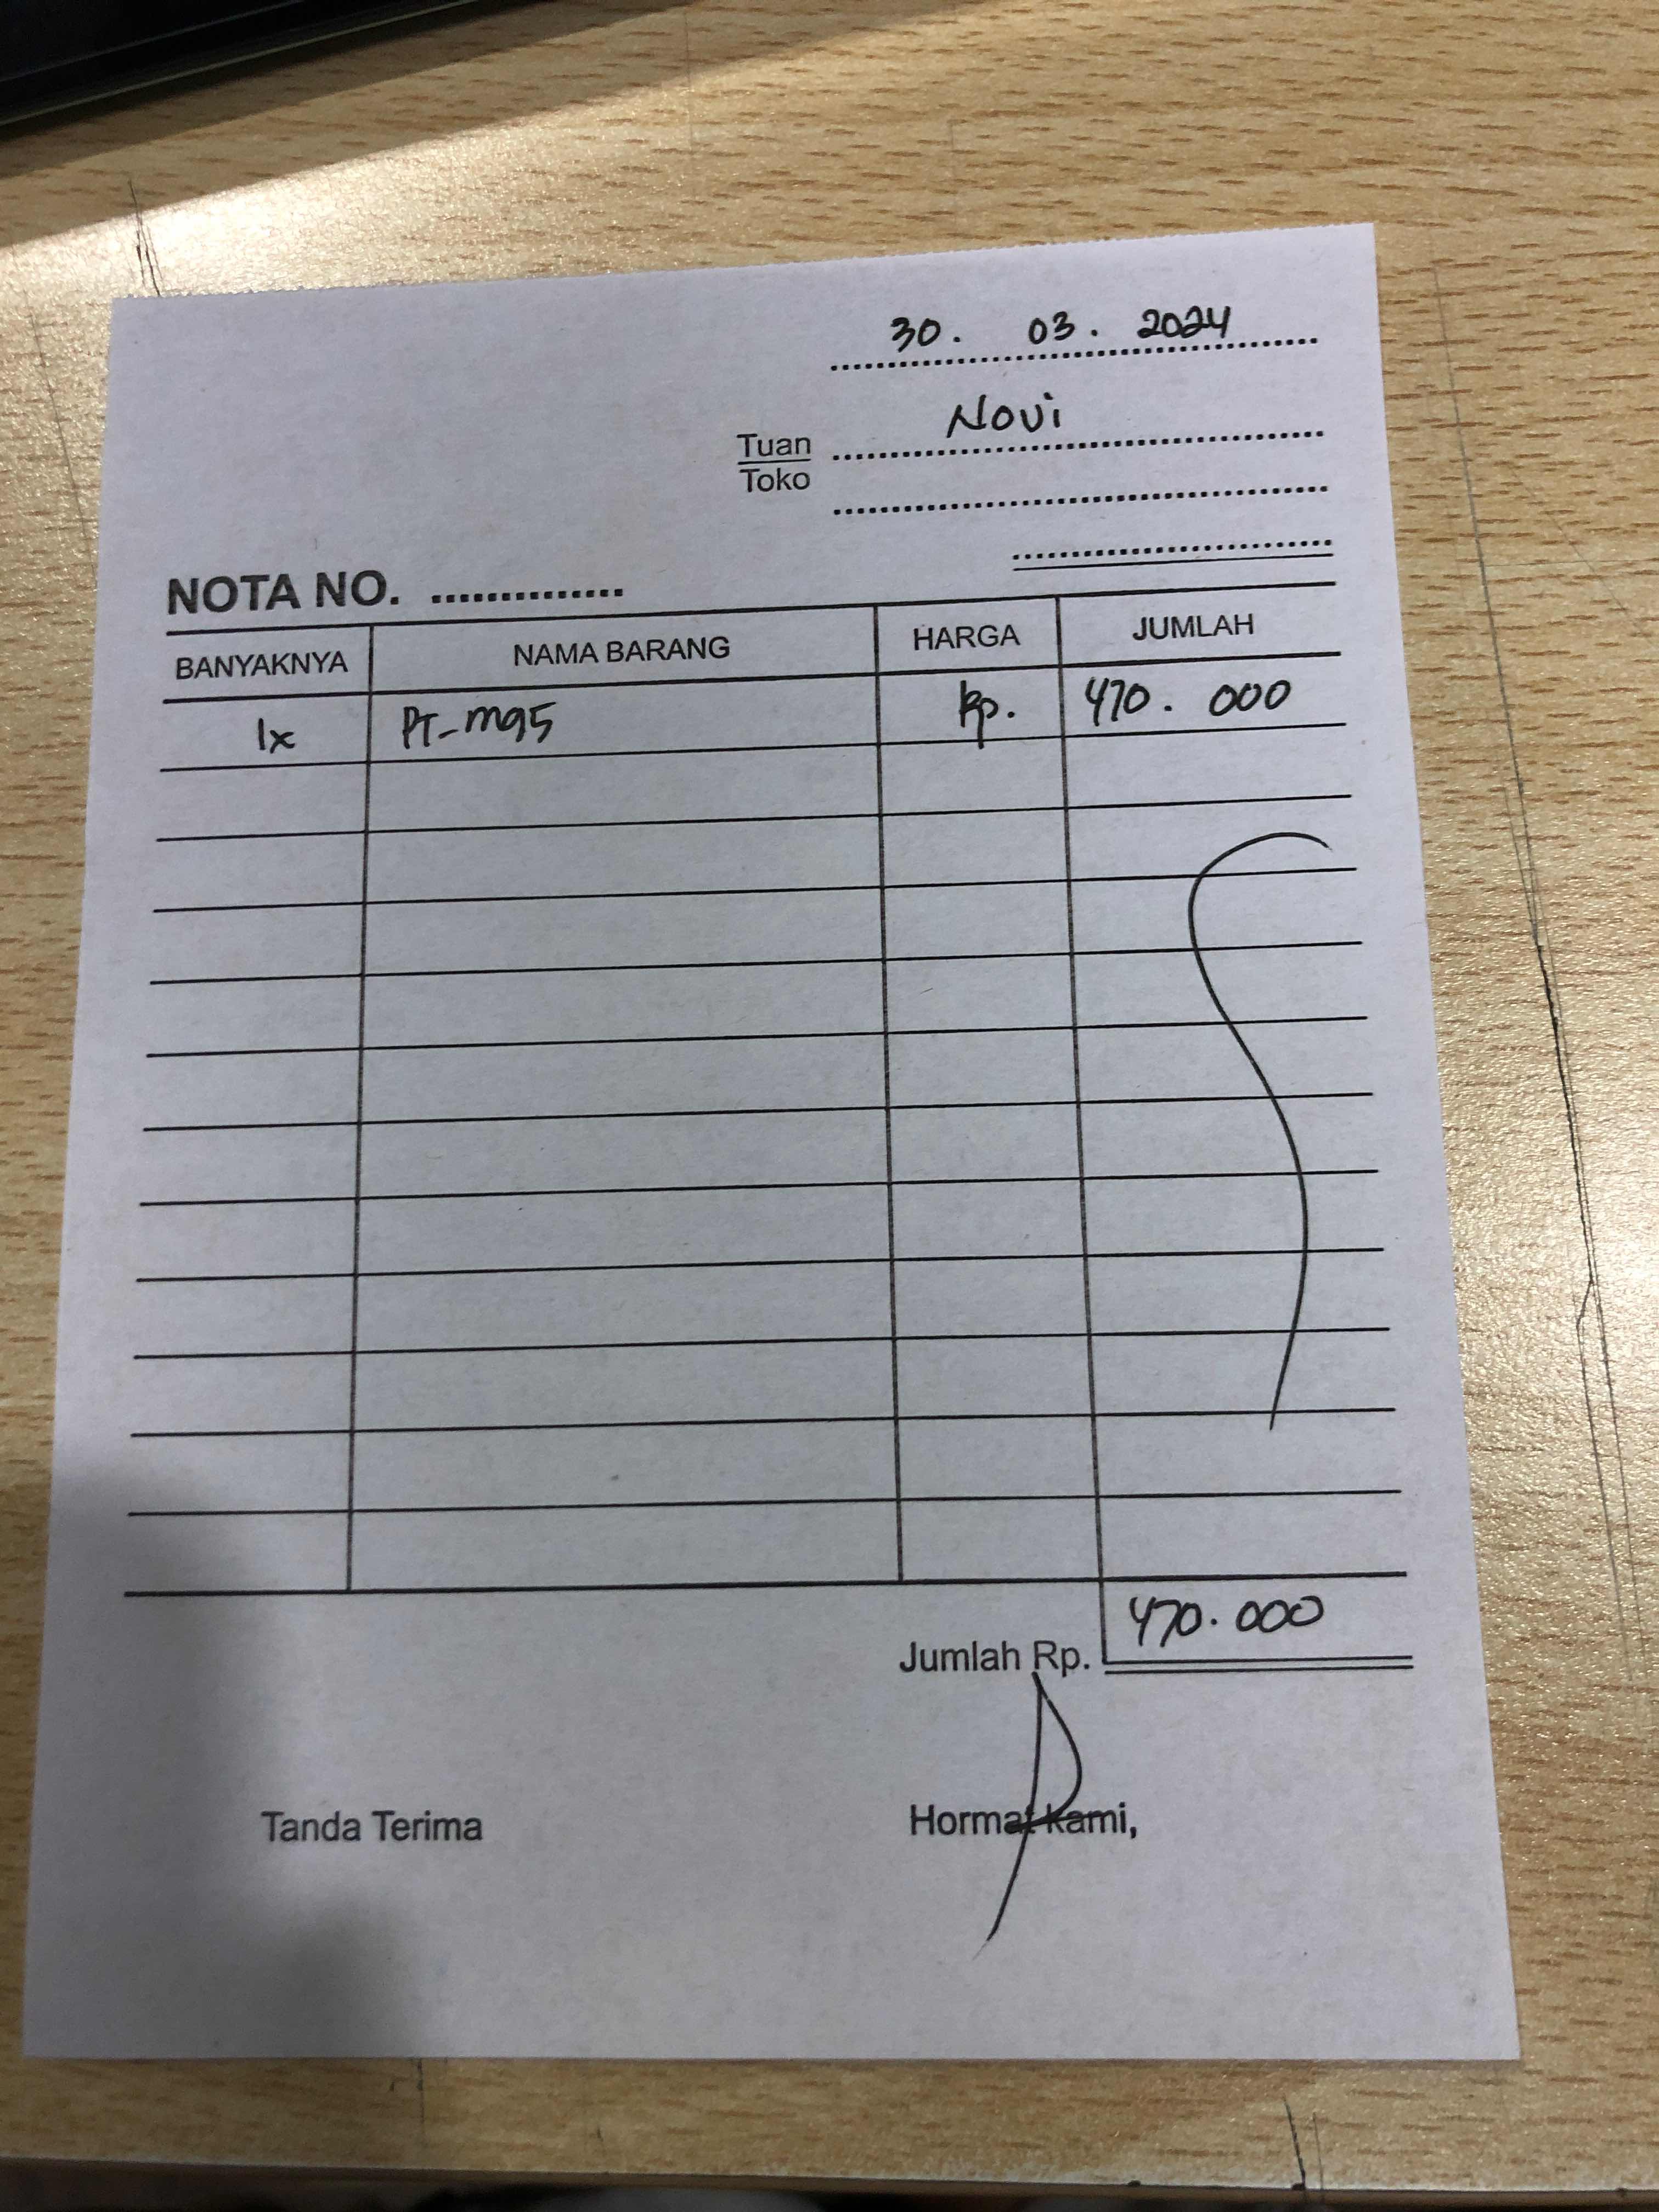 30. 03. 2024
Tuan Novi
Toko
NOTA NO. ..............
BANYAKNYA NAMA BARANG HARGA JUMLAH
1x PT-mg5 Rp. 470. 000
Jumlah Rp. 470.000
Tanda Terima Hormat kami,